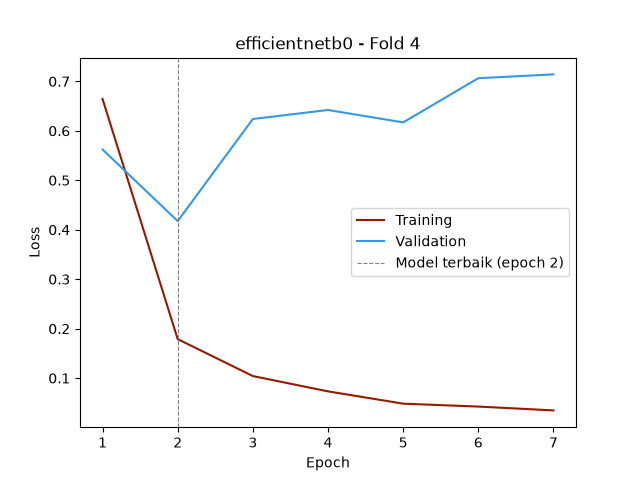 efficientnetb0 - Fold 4
Loss
0.7
0.6
0.5
0.4
0.3
0.2
0.1
Training
Validation
Model terbaik (epoch 2)
1 2 3 4 5 6 7
Epoch